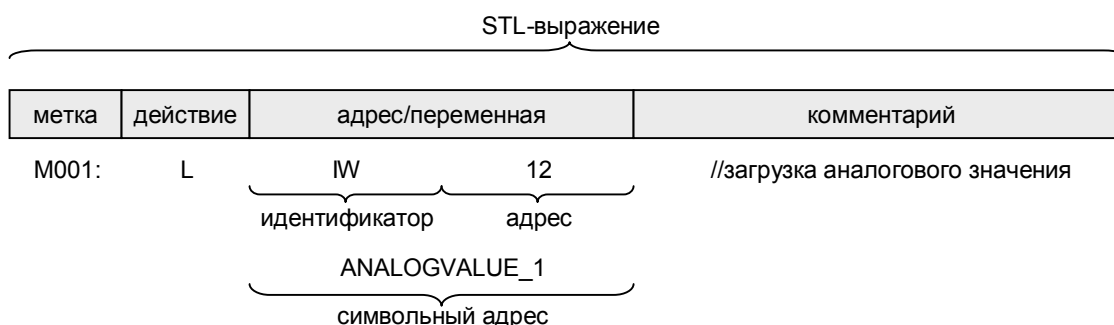 STL-выражение
метка действие адрес/переменная комментарий
M001: L IW 12 //загрузка аналогового значения
идентификатор адрес
ANALOGVALUE_1
символьный адрес